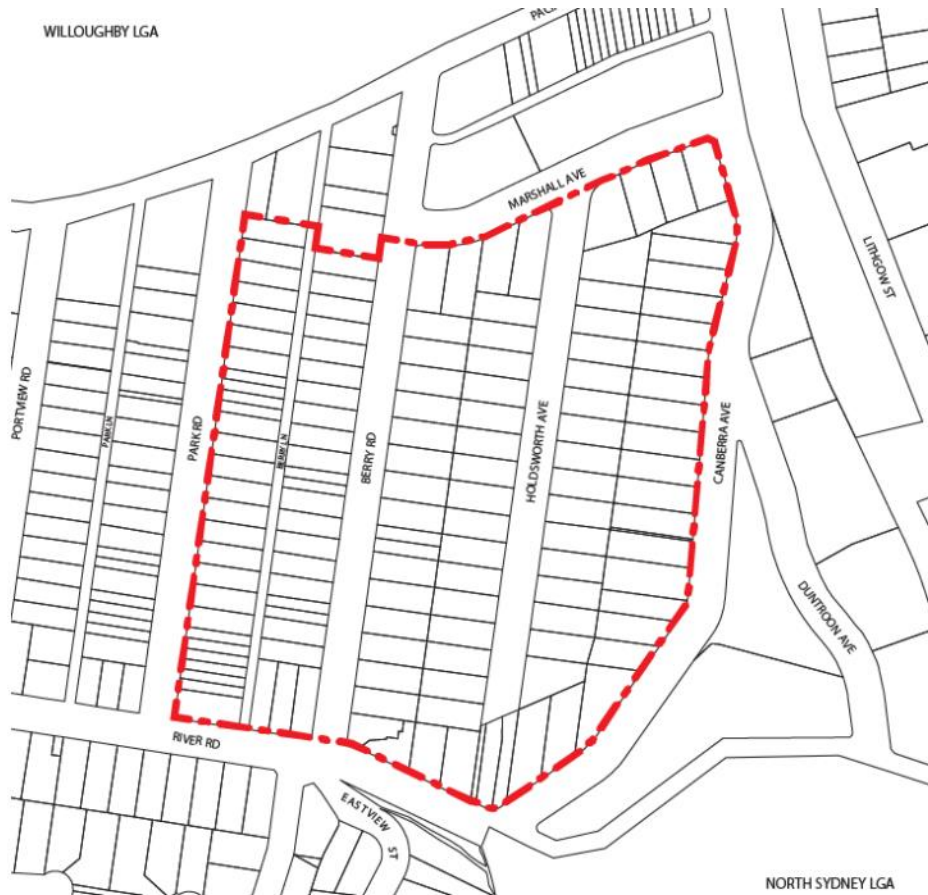 WILLOUGHBY LGA
MARSHALL AVE
LITHGOW ST
PORTVIEW RD
PARK LN
PARK RD
BERRY LN
BERRY RD
HOLDSWORTH AVE
CANBERRA AVE
DUNTROON AVE
RIVER RD
EASTVIEW ST
NORTH SYDNEY LGA